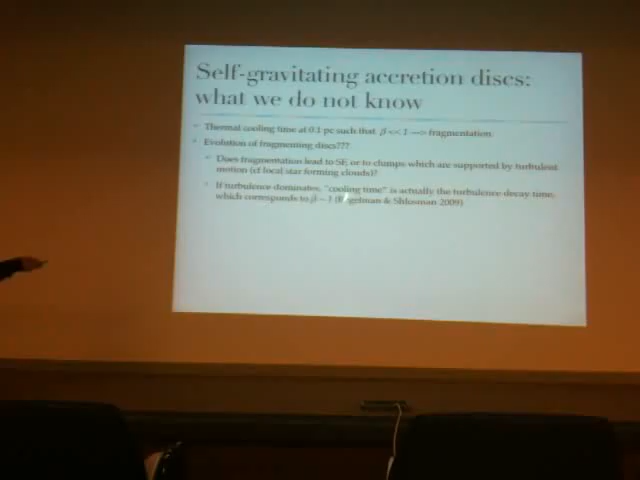 Self-gravitating accretion discs:
what we do not know
Thermal cooling time at 0.1 pc such that β << 1 —> fragmentation
Evolution of fragmenting discs???
Does fragmentation lead to SF, or to clumps which are supported by turbulent
motion (cf local star forming clouds)?
If turbulence dominates, "cooling time" is actually the turbulence decay time,
which corresponds to β ~ 1 & Shlosman 2009)